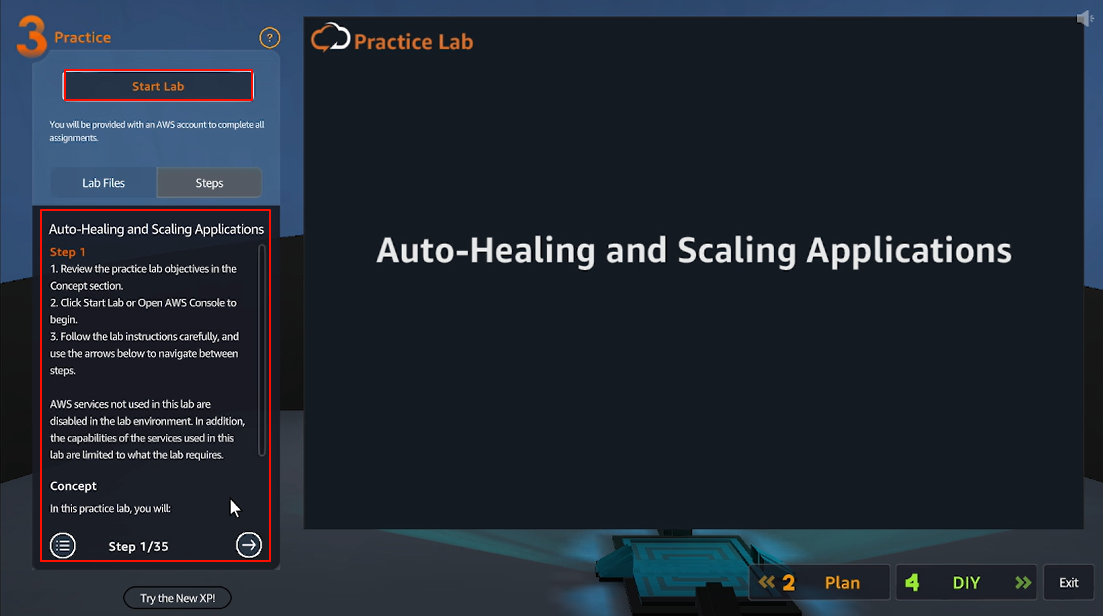 3 Practice
?
Start Lab
You will be provided with an AWS account to complete all
assignments.
Lab Files
Steps
Auto-Healing and Scaling Applications
Step 1
1. Review the practice lab objectives in the
Concept section.
2. Click Start Lab or Open AWS Console to
begin.
3. Follow the lab instructions carefully, and
use the arrows below to navigate between
steps.
AWS services not used in this lab are
disabled in the lab environment. In addition,
the capabilities of the services used in this
lab are limited to what the lab requires.
Concept
In this practice lab, you will:
Step 1/35
Try the New XP!
Practice Lab
Auto-Healing and Scaling Applications
2 Plan
4 DIY
Exit